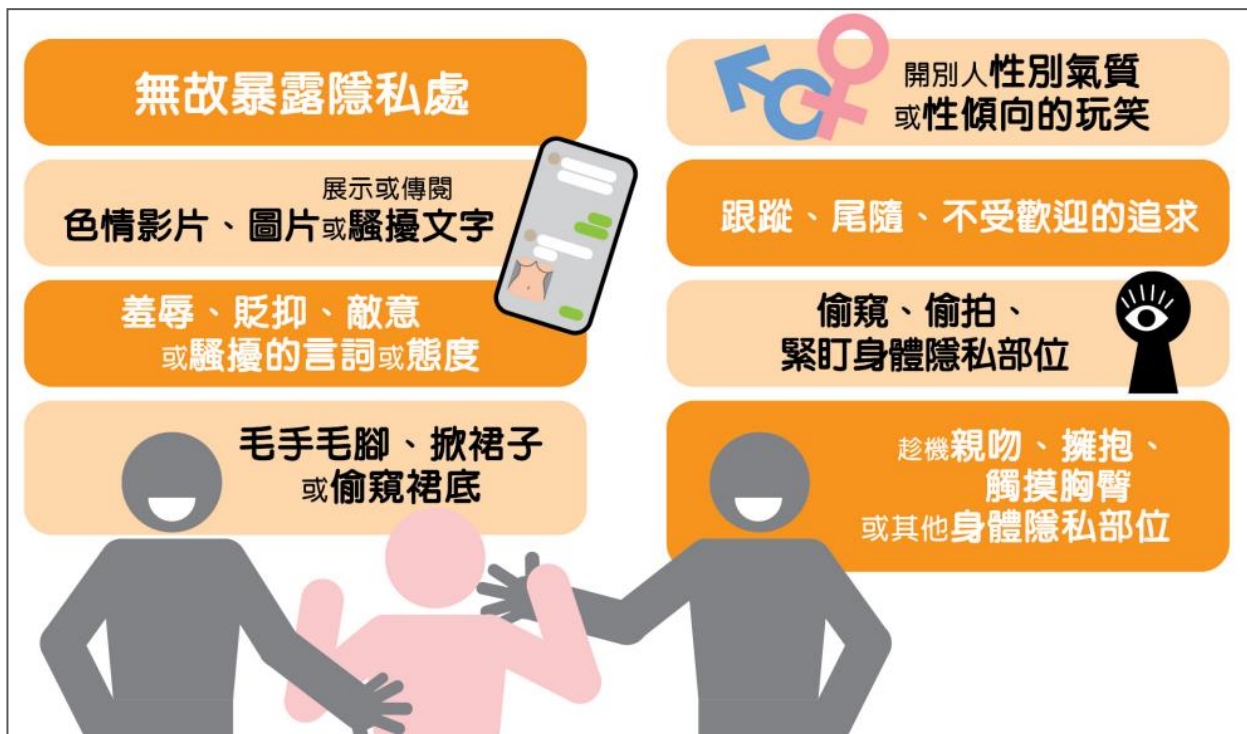 無故暴露隱私處
展示或傳閱
色情影片、圖片或騷擾文字
羞辱、貶抑、敵意
或騷擾的言詞或態度
毛手毛腳、掀裙子
或偷窺裙底
開別人性別氣質
或性傾向的玩笑
跟蹤、尾隨、不受歡迎的追求
偷窺、偷拍、
緊盯身體隱私部位
趁機親吻、擁抱、
觸摸胸臀
或其他身體隱私部位